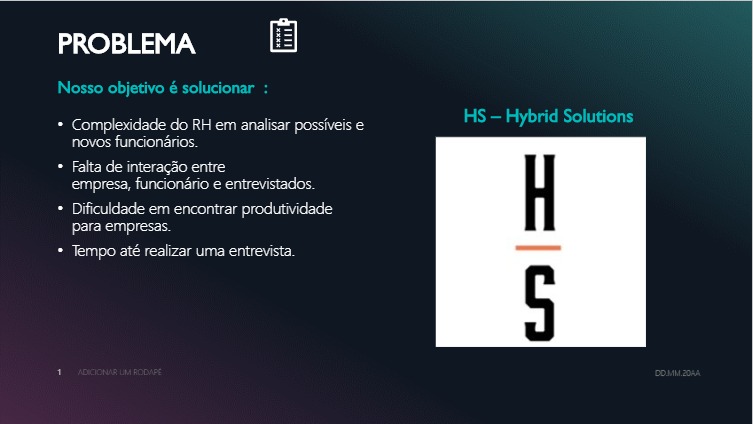 PROBLEMA
Nosso objetivo é solucionar :
• Complexidade do RH em analisar possíveis e
novos funcionários.
• Falta de interação entre
empresa, funcionário e entrevistados.
• Dificuldade em encontrar produtividade
para empresas.
• Tempo até realizar uma entrevista.
HS – Hybrid Solutions
H
S
1 ADICIONAR UM RODAPÉ
DD.MM.20AA